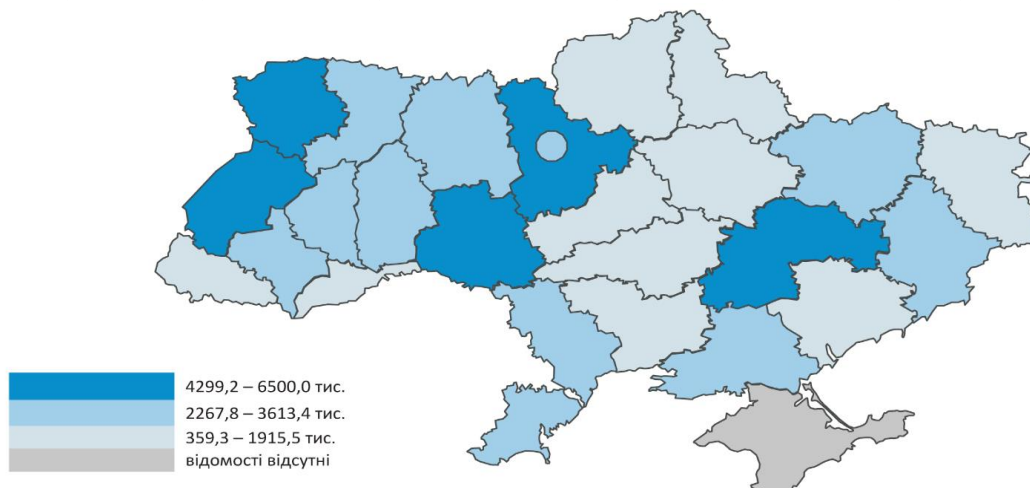 4299,2 – 6500,0 тис.
2267,8 – 3613,4 тис.
359,3 – 1915,5 тис.
відомості відсутні